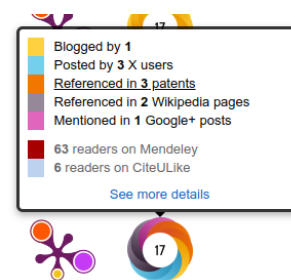 17
Blogged by 1
Posted by 3 X users
Referenced in 3 patents
Referenced in 2 Wikipedia pages
Mentioned in 1 Google+ posts
63 readers on Mendeley
6 readers on CiteULike
See more details
17